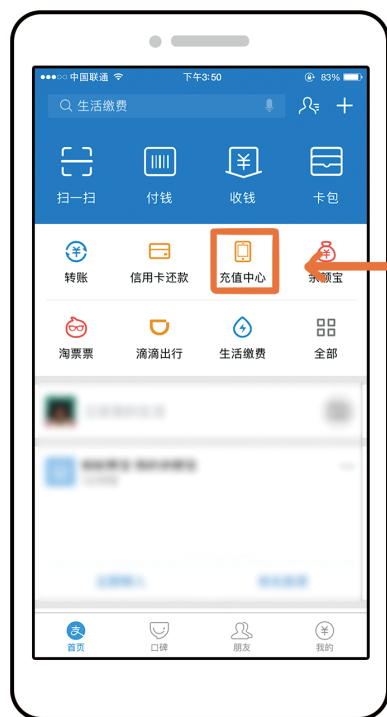 中国联通 下午3:50 83%
生活缴费
扫一扫 付钱 收钱 卡包
转账 信用卡还款 充值中心 余额宝
淘票票 滴滴出行 生活缴费 全部
支
首页 口碑 朋友 我的